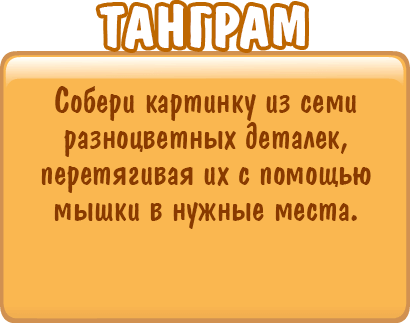 ТАНГРАМ
Собери картинку из семи
разноцветных деталек,
перетягивая их с помощью
мышки в нужные места.